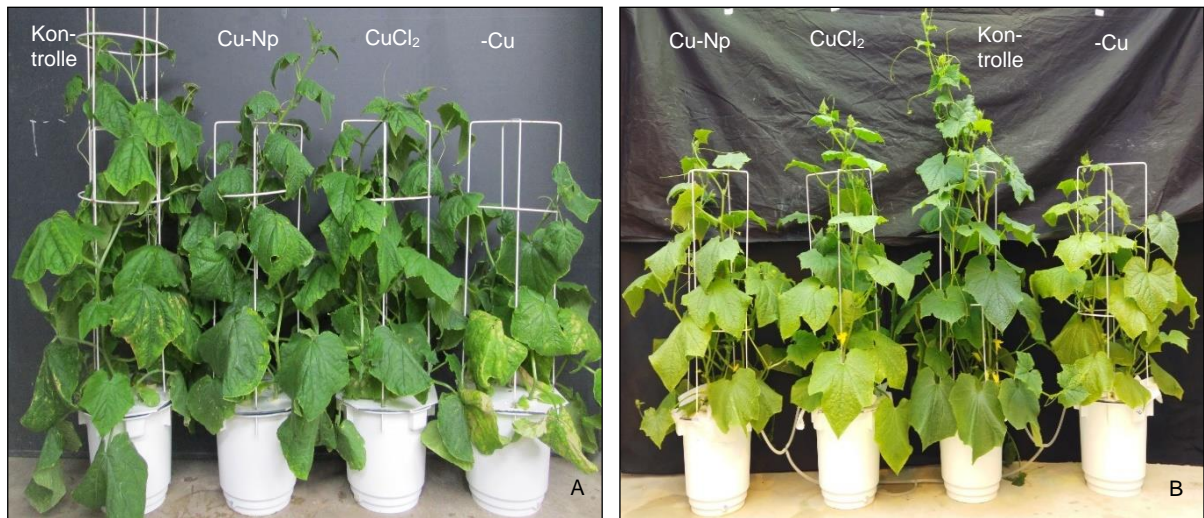 Kon-
trolle
Cu-Np
CuCl₂
-Cu
A
Cu-Np
CuCl₂
Kon-
trolle
-Cu
B